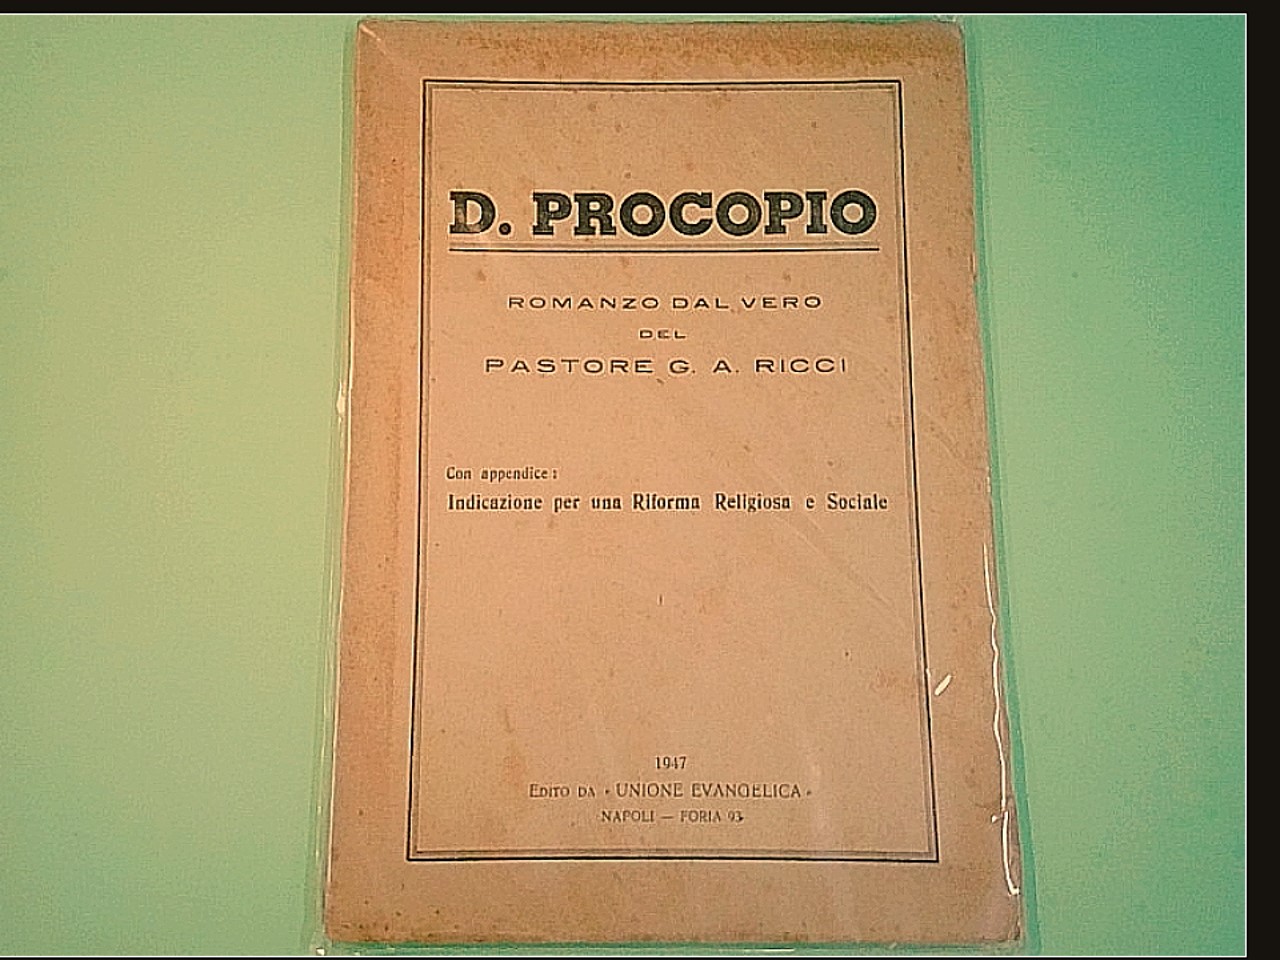 D. PROCOPIO
ROMANZO DAL VERO
DEL
PASTORE G. A. RICCI
Con appendice:
Indicazione per una Riforma Religiosa e Sociale
1947
EDITO DA « UNIONE EVANGELICA »
NAPOLI — FORIA 93